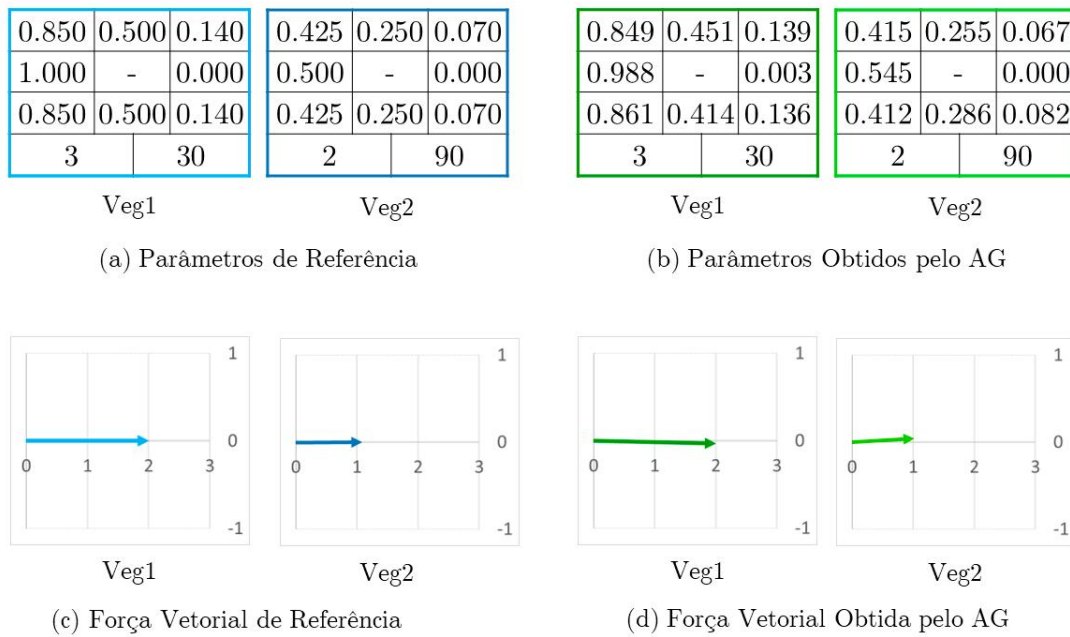 0.850 0.500 0.140
1.000 - 0.000
0.850 0.500 0.140
3 30
Veg1
0.425 0.250 0.070
0.500 - 0.000
0.425 0.250 0.070
2 90
Veg2
(a) Parâmetros de Referência
0.849 0.451 0.139
0.988 - 0.003
0.861 0.414 0.136
3 30
Veg1
0.415 0.255 0.067
0.545 - 0.000
0.412 0.286 0.082
2 90
Veg2
(b) Parâmetros Obtidos pelo AG
1
0
0 1 2 3
-1
Veg1
1
0
0 1 2 3
-1
Veg2
(c) Força Vetorial de Referência
1
0
0 1 2 3
-1
Veg1
1
0
0 1 2 3
-1
Veg2
(d) Força Vetorial Obtida pelo AG